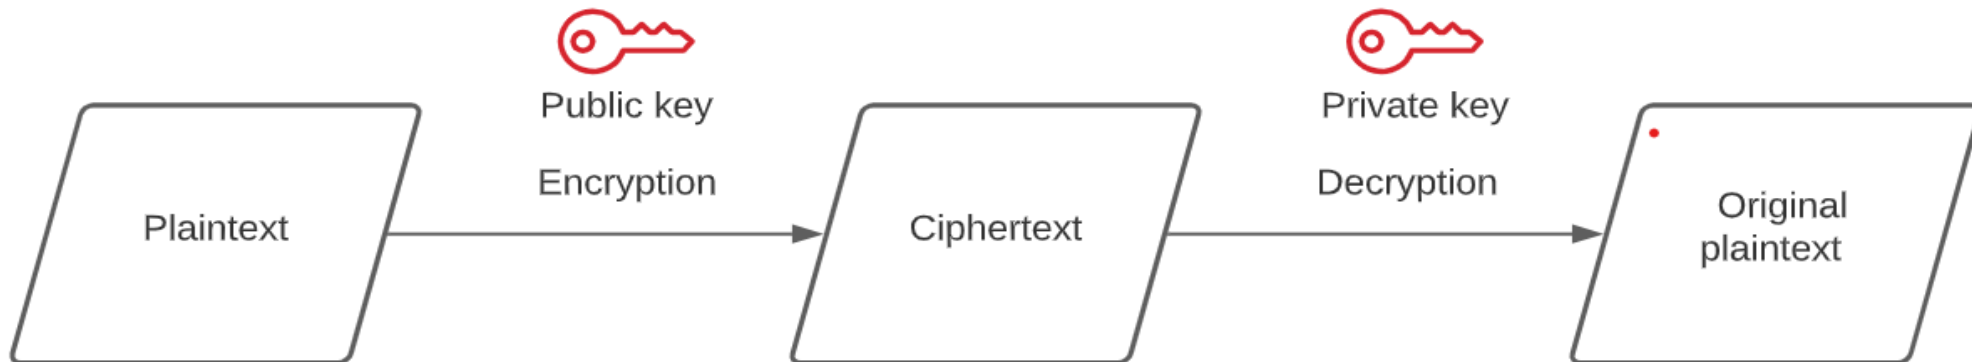 Public key
Private key
Encryption
Decryption
Plaintext
Ciphertext
Original
plaintext